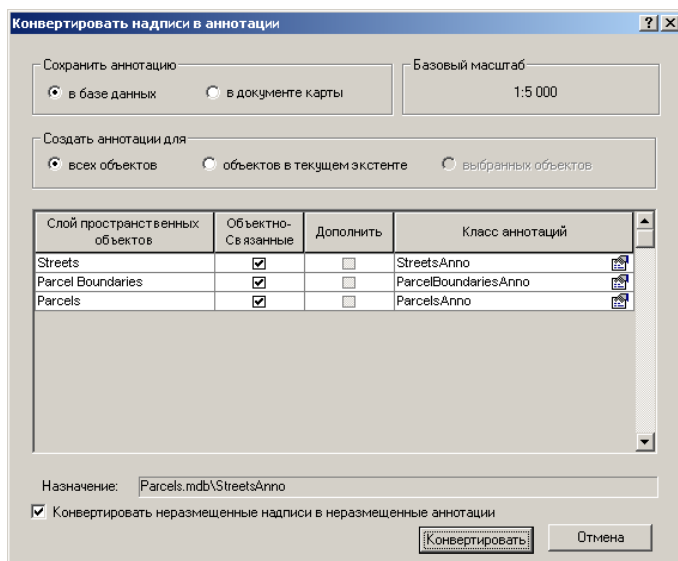 Конвертировать надписи в аннотации
Сохранить аннотацию
в базе данных
в документе карты
Базовый масштаб
1:5 000
Создать аннотации для
всех объектов
объектов в текущем экстенте
выбранных объектов
Слой пространственных
объектов
Объектно-
Связанные
Дополнить
Класс аннотаций
Streets
StreetsAnno
Parcel Boundaries
ParcelBoundariesAnno
Parcels
ParcelsAnno
Назначение:
Parcels.mdb\StreetsAnno
Конвертировать неразмещенные надписи в неразмещенные аннотации
Конвертировать
Отмена